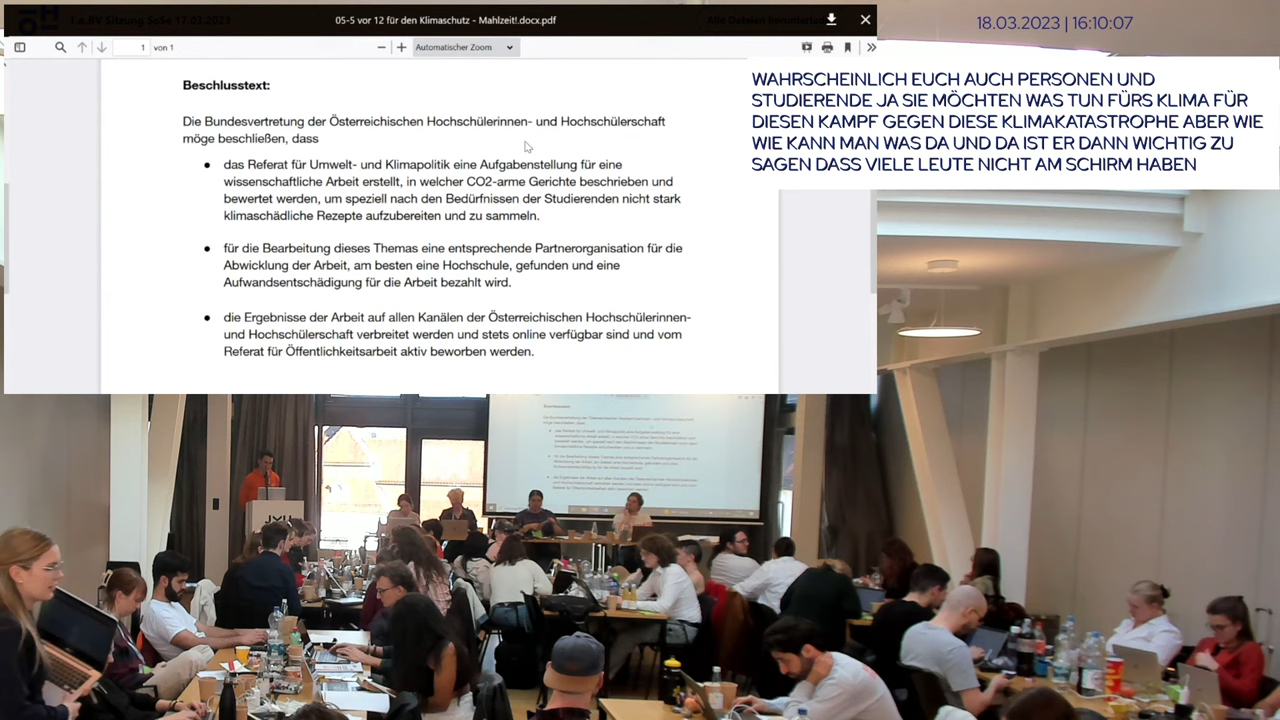 I.a.BV Sitzung SoSe 17.03.2023
05-5 vor 12 für den Klimaschutz - Mahlzeit!.docx.pdf
18.03.2023 | 16:10:07
1 von 1
Automatischer Zoom
Beschlusstext:
Die Bundesvertretung der Österreichischen Hochschülerinnen- und Hochschülerschaft
möge beschließen, dass
● das Referat für Umwelt- und Klimapolitik eine Aufgabenstellung für eine
wissenschaftliche Arbeit erstellt, in welcher CO2-arme Gerichte beschrieben und
bewertet werden, um speziell nach den Bedürfnissen der Studierenden nicht stark
klimaschädliche Rezepte aufzubereiten und zu sammeln.
● für die Bearbeitung dieses Themas eine entsprechende Partnerorganisation für die
Abwicklung der Arbeit, am besten eine Hochschule, gefunden und eine
Aufwandsentschädigung für die Arbeit bezahlt wird.
● die Ergebnisse der Arbeit auf allen Kanälen der Österreichischen Hochschülerinnen-
und Hochschülerschaft verbreitet werden und stets online verfügbar sind und vom
Referat für Öffentlichkeitsarbeit aktiv beworben werden.
WAHRSCHEINLICH EUCH AUCH PERSONEN UND
STUDIERENDE JA SIE MÖCHTEN WAS TUN FÜRS KLIMA FÜR
DIESEN KAMPF GEGEN DIESE KLIMAKATASTROPHE ABER WIE
WIE KANN MAN WAS DA UND DA IST ER DANN WICHTIG ZU
SAGEN DASS VIELE LEUTE NICHT AM SCHIRM HABEN
JYU